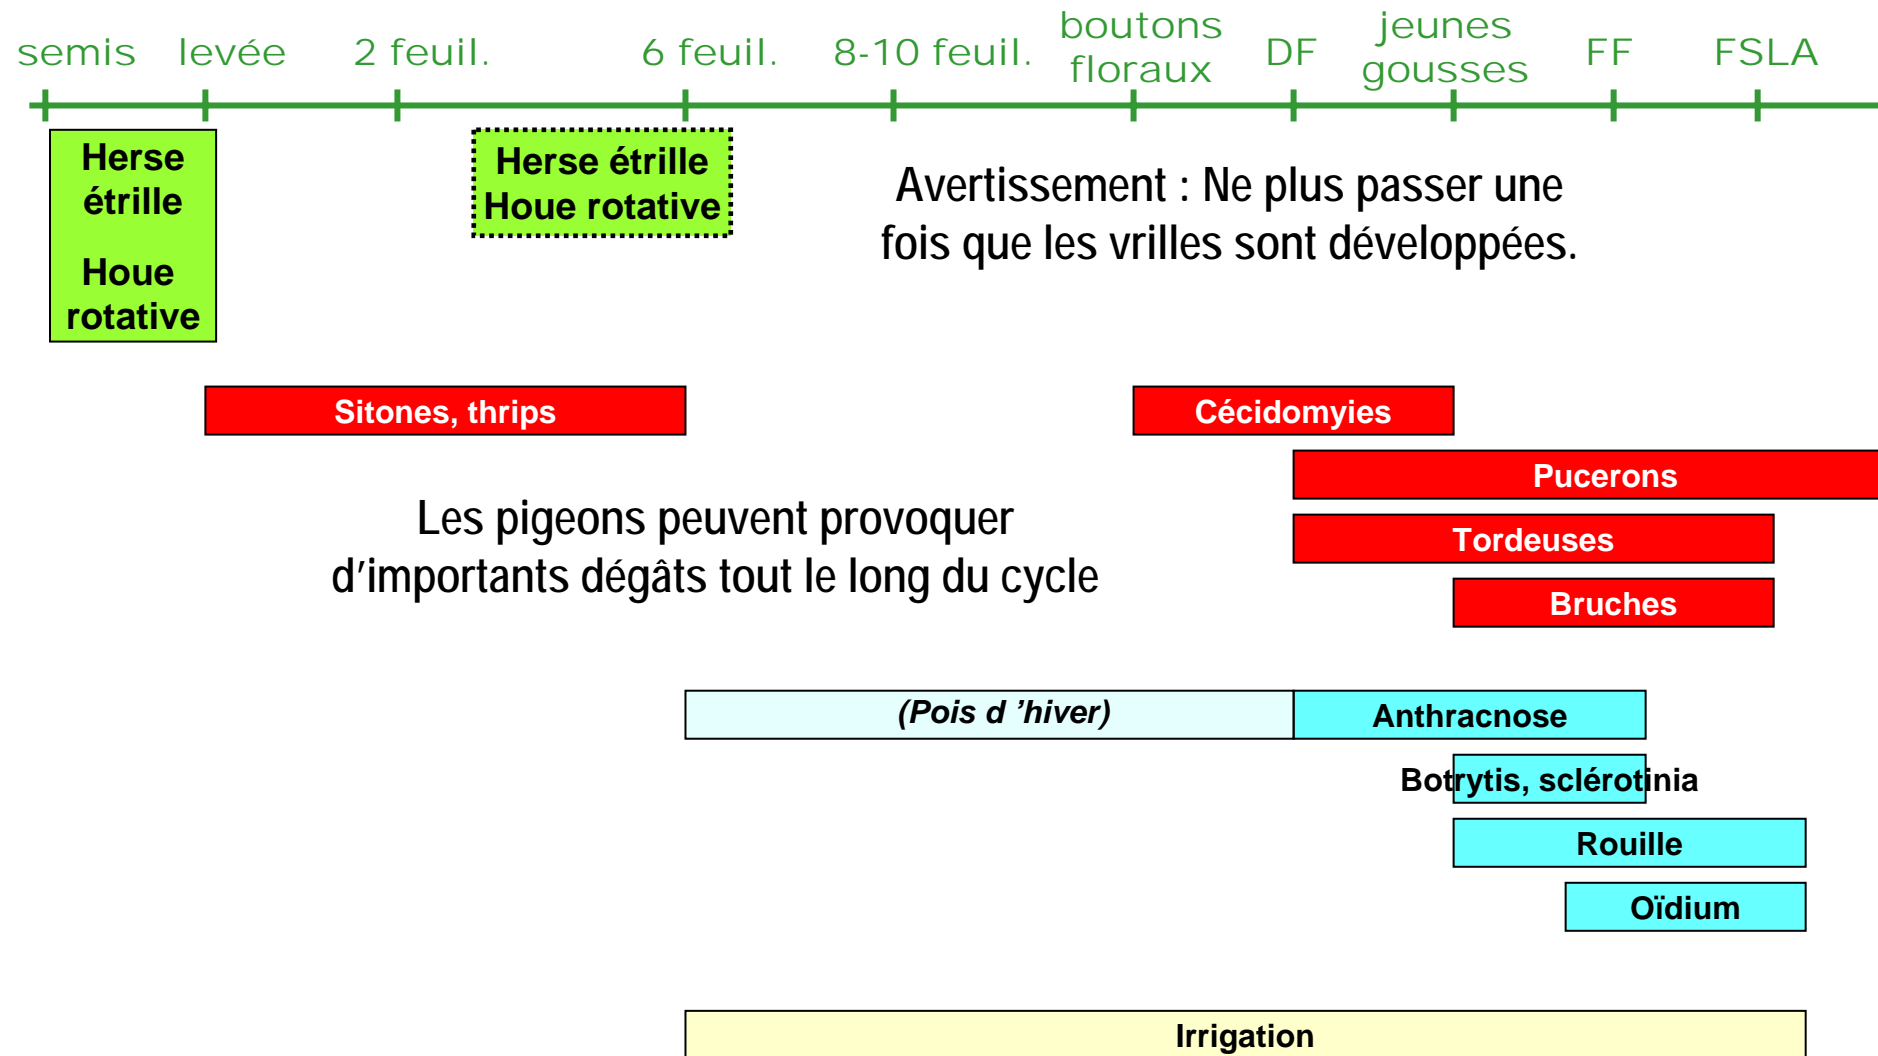 semis levée 2 feuil. 6 feuil. 8-10 feuil. boutons floraux DF jeunes gousses FF FSLA
Herse
étrille
Houe
rotative
Herse étrille
Houe rotative
Avertissement : Ne plus passer une
fois que les vrilles sont développées.
Sitones, thrips
Cécidomyies
Pucerons
Tordeuses
Bruches
Les pigeons peuvent provoquer
d'importants dégâts tout le long du cycle
(Pois d ’hiver)
Anthracnose
Botrytis, sclérotinia
Rouille
Oïdium
Irrigation